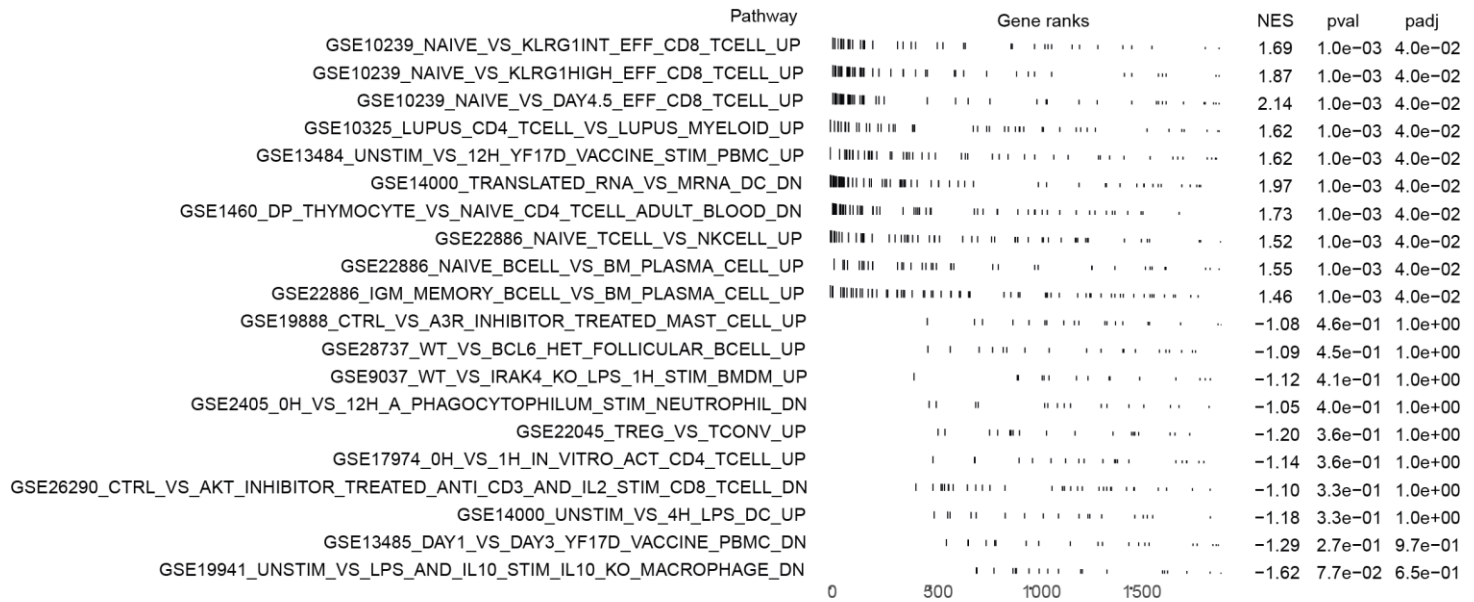 Pathway Gene ranks NES pval padj
GSE10239_NAIVE_VS_KLRG1INT_EFF_CD8_TCELL_UP 1.69 1.0e−03 4.0e−02
GSE10239_NAIVE_VS_KLRG1HIGH_EFF_CD8_TCELL_UP 1.87 1.0e−03 4.0e−02
GSE10239_NAIVE_VS_DAY4.5_EFF_CD8_TCELL_UP 2.14 1.0e−03 4.0e−02
GSE10325_LUPUS_CD4_TCELL_VS_LUPUS_MYELOID_UP 1.62 1.0e−03 4.0e−02
GSE13484_UNSTIM_VS_12H_YF17D_VACCINE_STIM_PBMC_UP 1.62 1.0e−03 4.0e−02
GSE14000_TRANSLATED_RNA_VS_MRNA_DC_DN 1.97 1.0e−03 4.0e−02
GSE1460_DP_THYMOCYTE_VS_NAIVE_CD4_TCELL_ADULT_BLOOD_DN 1.73 1.0e−03 4.0e−02
GSE22886_NAIVE_TCELL_VS_NKCELL_UP 1.52 1.0e−03 4.0e−02
GSE22886_NAIVE_BCELL_VS_BM_PLASMA_CELL_UP 1.55 1.0e−03 4.0e−02
GSE22886_IGM_MEMORY_BCELL_VS_BM_PLASMA_CELL_UP 1.46 1.0e−03 4.0e−02
GSE19888_CTRL_VS_A3R_INHIBITOR_TREATED_MAST_CELL_UP −1.08 4.6e−01 1.0e+00
GSE28737_WT_VS_BCL6_HET_FOLLICULAR_BCELL_UP −1.09 4.5e−01 1.0e+00
GSE9037_WT_VS_IRAK4_KO_LPS_1H_STIM_BMDM_UP −1.12 4.1e−01 1.0e+00
GSE2405_0H_VS_12H_A_PHAGOCYTOPHILUM_STIM_NEUTROPHIL_DN −1.05 4.0e−01 1.0e+00
GSE22045_TREG_VS_TCONV_UP −1.20 3.6e−01 1.0e+00
GSE17974_0H_VS_1H_IN_VITRO_ACT_CD4_TCELL_UP −1.14 3.6e−01 1.0e+00
GSE26290_CTRL_VS_AKT_INHIBITOR_TREATED_ANTI_CD3_AND_IL2_STIM_CD8_TCELL_DN −1.10 3.3e−01 1.0e+00
GSE14000_UNSTIM_VS_4H_LPS_DC_UP −1.18 3.3e−01 1.0e+00
GSE13485_DAY1_VS_DAY3_YF17D_VACCINE_PBMC_DN −1.29 2.7e−01 9.7e−01
GSE19941_UNSTIM_VS_LPS_AND_IL10_STIM_IL10_KO_MACROPHAGE_DN −1.62 7.7e−02 6.5e−01
0 500 1000 1500